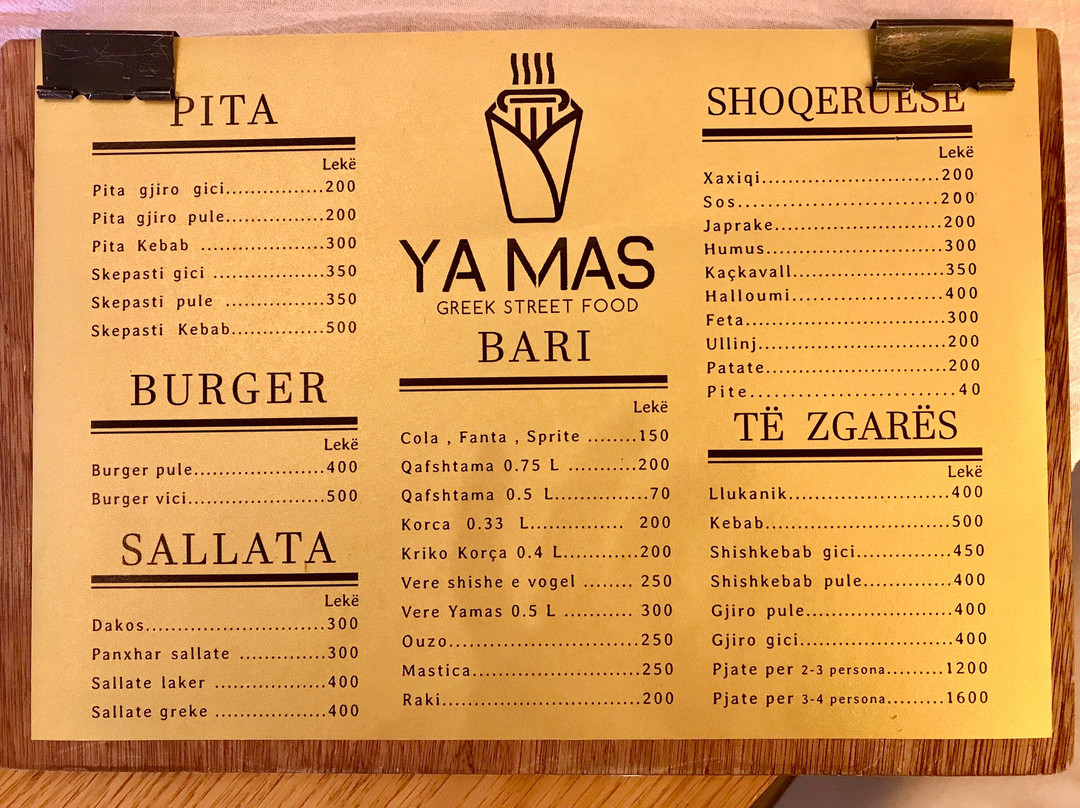 PITA
Lekë
Pita gjiro gici................200
Pita gjiro pule...............200
Pita Kebab ...................300
Skepasti gici .................350
Skepasti pule ................350
Skepasti Kebab..............500
BURGER
Lekë
Burger pule....................400
Burger vici.....................500
SALLATA
Lekë
Dakos...........................300
Panxhar sallate .............300
Sallate laker .................400
Sallate greke .................400
YA MAS
GREEK STREET FOOD
BARI
Lekë
Cola , Fanta , Sprite ........150
Qafshtama 0.75 L ...........200
Qafshtama 0.5 L..............70
Korca 0.33 L.............. 200
Kriko Korça 0.4 L...........200
Vere shishe e vogel ........ 250
Vere Yamas 0.5 L .......... 300
Ouzo.............................250
Mastica.........................250
Raki..............................200
SHOQERUESE
Lekë
Xaxiqi...........................200
Sos...............................200
Japrake.........................200
Humus...........................300
Kaçkavall.......................350
Halloumi.......................400
Feta..............................300
Ullinj............................200
Patate...........................200
Pite.........................40
TË ZGARËS
Lekë
Llukanik........................400
Kebab............................500
Shishkebab gici..............450
Shishkebab pule.............400
Gjiro pule......................400
Gjiro gici.......................400
Pjate per 2-3 persona.........1200
Pjate per 3-4 persona.........1600